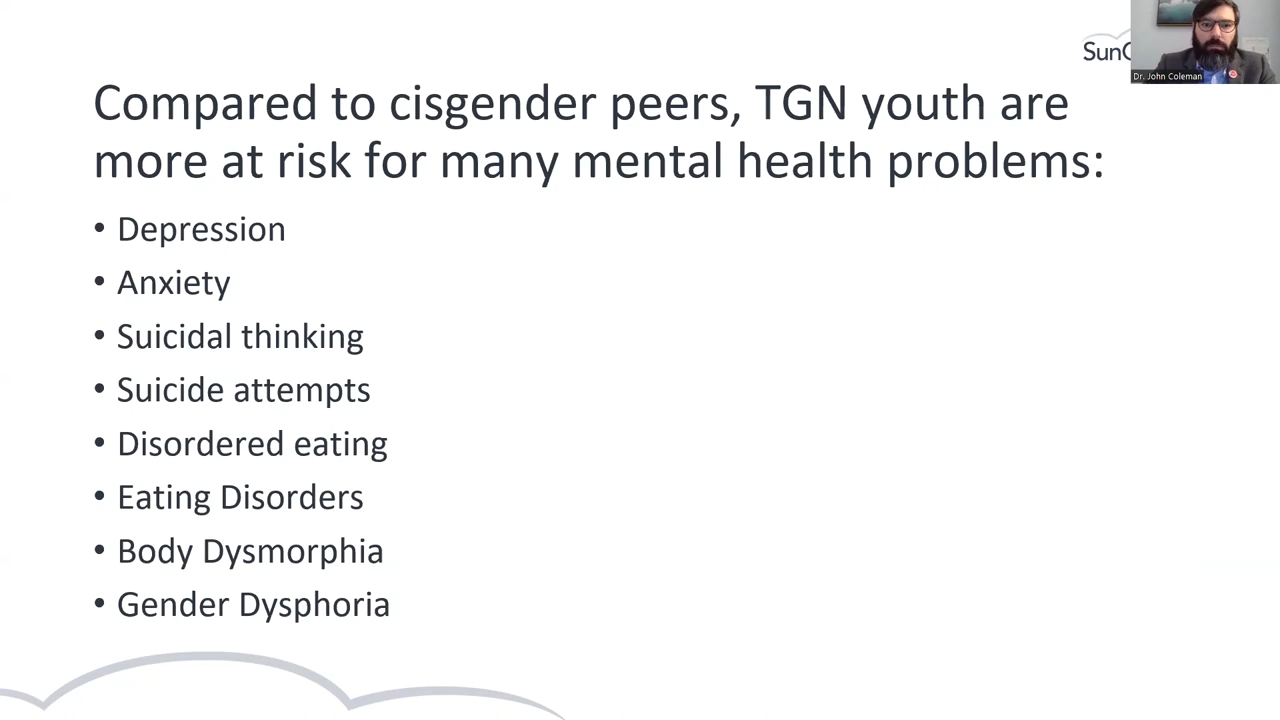 Compared to cisgender peers, TGN youth are
more at risk for many mental health problems:
• Depression
• Anxiety
• Suicidal thinking
• Suicide attempts
• Disordered eating
• Eating Disorders
• Body Dysmorphia
• Gender Dysphoria
Dr. John Coleman